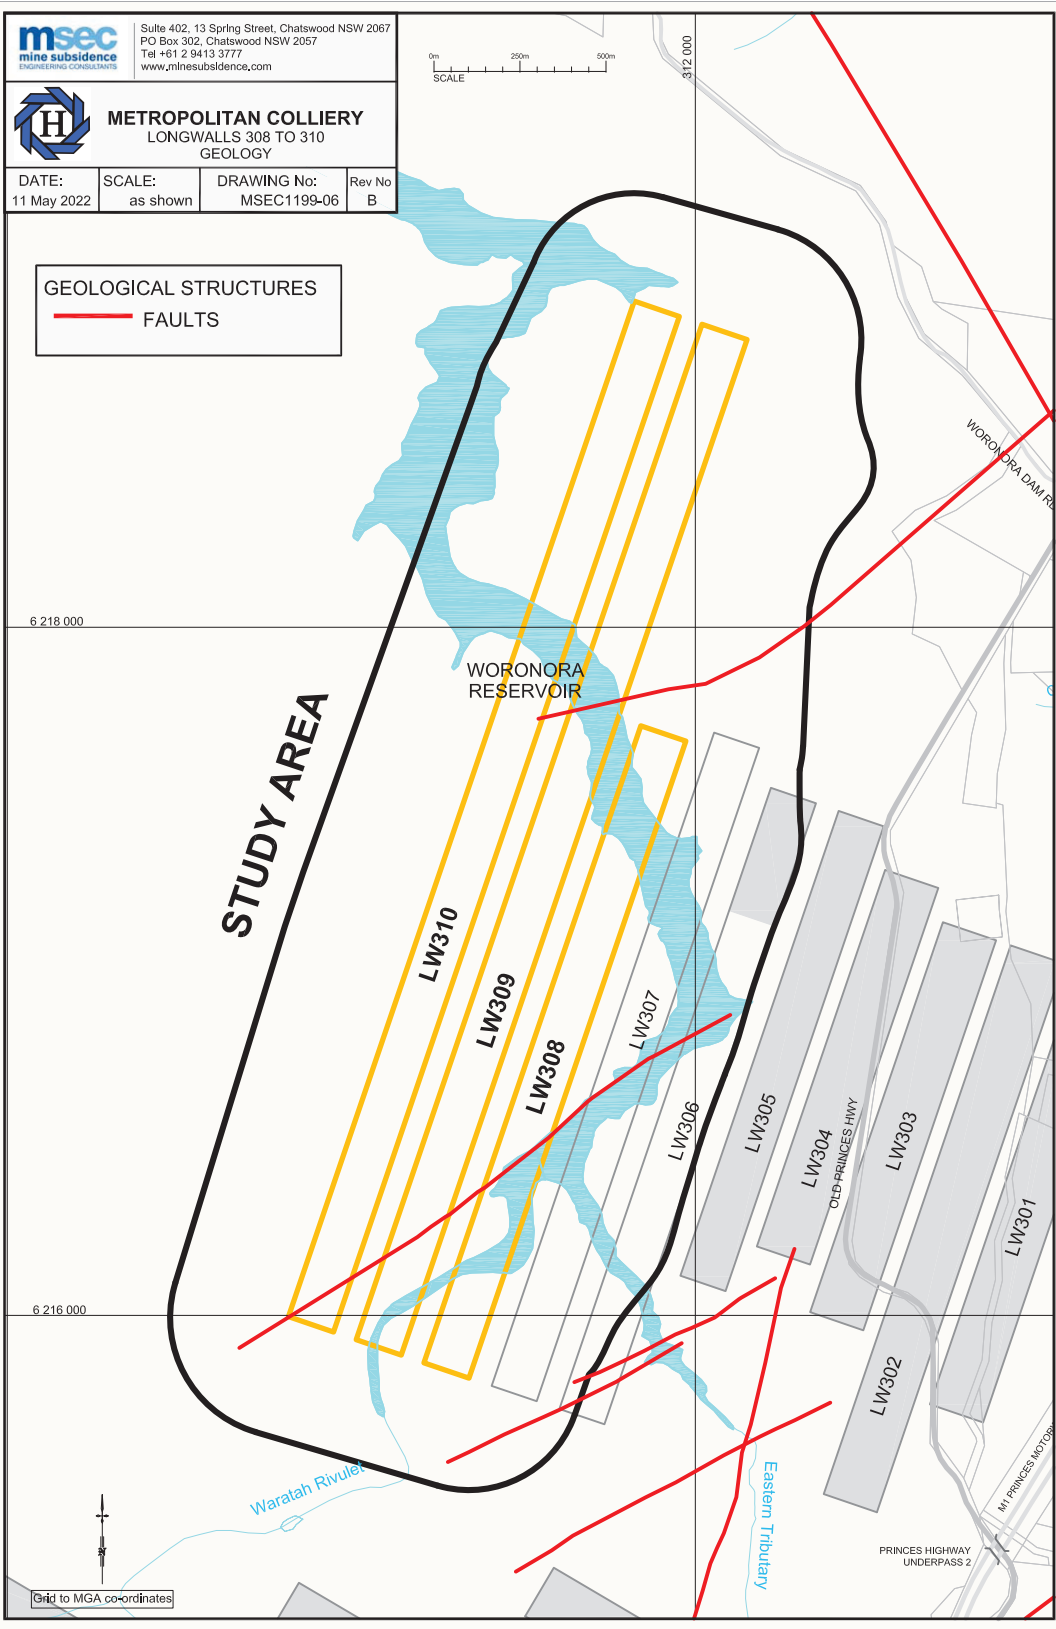 msec
mine subsidence
ENGINEERING CONSULTANTS
Suite 402, 13 Spring Street, Chatswood NSW 2067
PO Box 302, Chatswood NSW 2057
Tel +61 2 9413 3777
www.minesubsidence.com
H
METROPOLITAN COLLIERY
LONGWALLS 308 TO 310
GEOLOGY
DATE:
11 May 2022
SCALE:
as shown
DRAWING No:
MSEC1199-06
Rev No
B
0m 250m 500m
SCALE
312 000
GEOLOGICAL STRUCTURES
FAULTS
WORONORA DAM RD
6 218 000
WORONORA
RESERVOIR
STUDY AREA
LW310
LW309
LW308
LW307
LW306
LW305
LW304
OLD PRINCES HWY
LW303
LW301
6 216 000
LW302
Waratah Rivulet
Eastern Tributary
M1 PRINCES MOTOR
PRINCES HIGHWAY
UNDERPASS 2
N
Grid to MGA co-ordinates